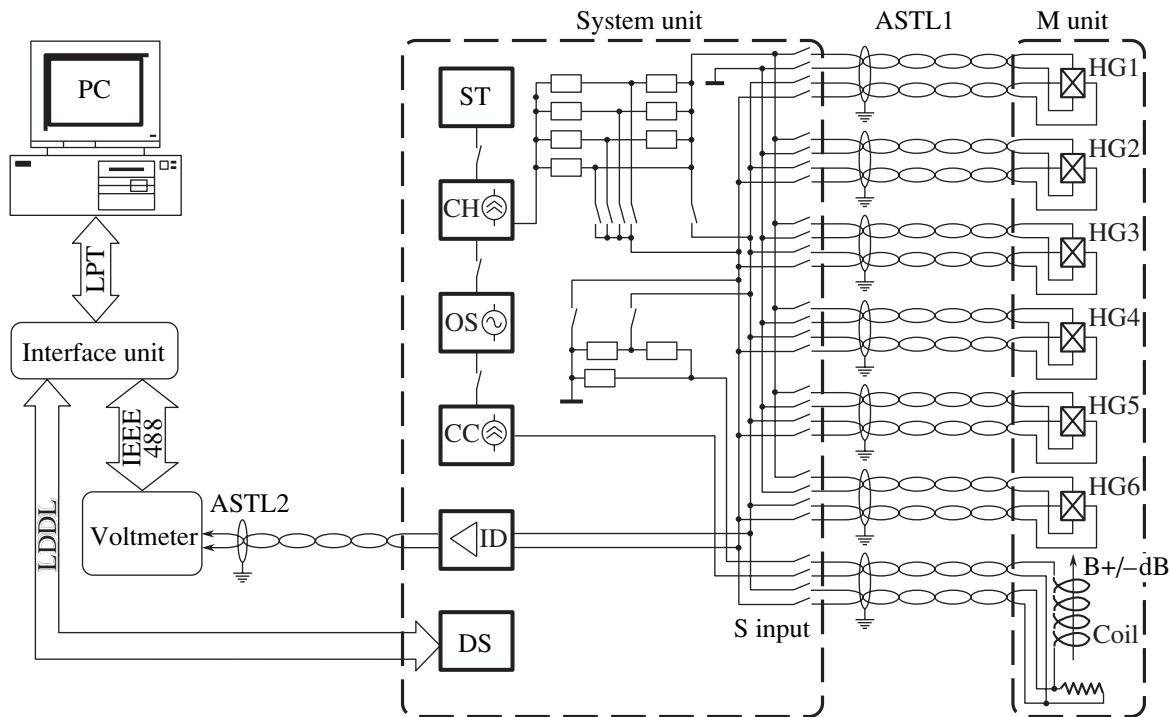 System unit
ASTL1
M unit
PC
ST
HG1
HG2
CH
LPT
HG3
OS
HG4
Interface unit
HG5
CC
IEEE
488
HG6
ASTL2
LDDL
Voltmeter
ID
B+/–dB
S input
Coil
DS